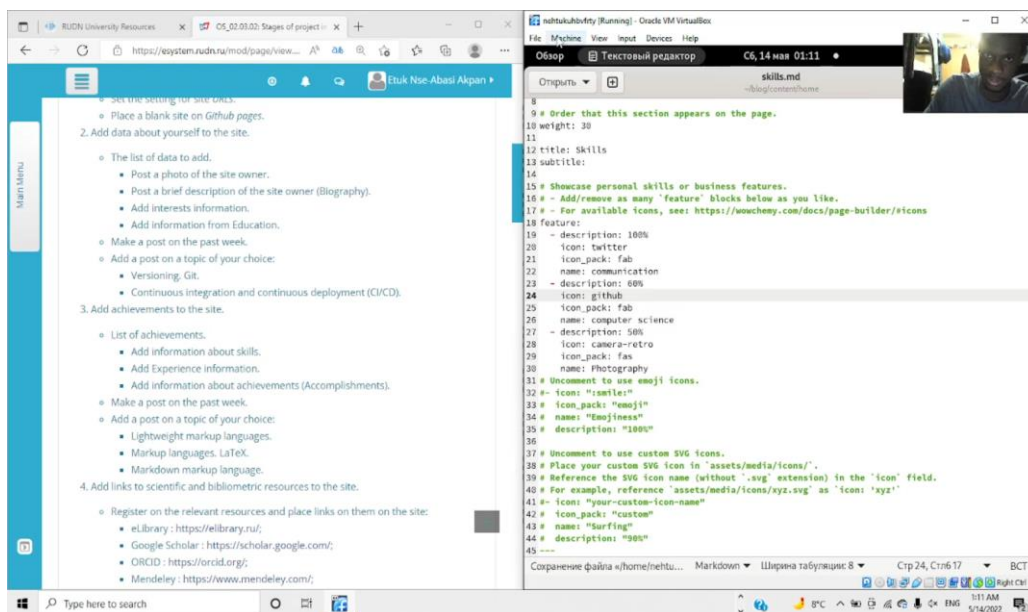 RUDN University Resources
OS_02.03.02: Stages of project i
https://esystem.rudn.ru/mod/page/view...
Etuk Nse-Abasi Akpan
Main Menu
Set the setting for site URLs.
Place a blank site on Github pages.
2. Add data about yourself to the site.
The list of data to add.
Post a photo of the site owner.
Post a brief description of the site owner (Biography).
Add interests information.
Add information from Education.
Make a post on the past week.
Add a post on a topic of your choice:
Versioning. Git.
Continuous integration and continuous deployment (CI/CD).
3. Add achievements to the site.
List of achievements.
Add information about skills.
Add Experience information.
Add information about achievements (Accomplishments).
Make a post on the past week.
Add a post on a topic of your choice:
Lightweight markup languages.
Markup languages. LaTeX.
Markdown markup language.
4. Add links to scientific and bibliometric resources to the site.
Register on the relevant resources and place links on them on the site:
eLibrary : https://elibrary.ru/;
Google Scholar : https://scholar.google.com/;
ORCID : https://orcid.org/;
Mendeley : https://www.mendeley.com/;
nehtukuhbvfrty [Running] - Oracle VM VirtualBox
File Machine View Input Devices Help
Обзор Текстовый редактор Сб, 14 мая 01:11
Открыть skills.md
~/blog/content/home
8
9 # Order that this section appears on the page.
10 weight: 30
11
12 title: Skills
13 subtitle:
14
15 # Showcase personal skills or business features.
16 # - Add/remove as many `feature` blocks below as you like.
17 # - For available icons, see: https://wowchemy.com/docs/page-builder/#icons
18 feature:
19 - description: 100%
20 icon: twitter
21 icon_pack: fab
22 name: communication
23 - description: 60%
24 icon: github
25 icon_pack: fab
26 name: computer science
27 - description: 50%
28 icon: camera-retro
29 icon_pack: fas
30 name: Photography
31 # Uncomment to use emoji icons.
32 #- icon: ":smile:"
33 # icon_pack: "emoji"
34 # name: "Emojiness"
35 # description: "100%"
36
37 # Uncomment to use custom SVG icons.
38 # Place your custom SVG icon in `assets/media/icons/`.
39 # Reference the SVG icon name (without `.svg` extension) in the `icon` field.
40 # For example, reference `assets/media/icons/xyz.svg` as `icon: 'xyz'`
41 #- icon: "your-custom-icon-name"
42 # icon_pack: "custom"
43 # name: "Surfing"
44 # description: "90%"
45 ---
Сохранение файла «/home/nehtu... Markdown Ширина табуляции: 8 Стр 24, Стлб 17 ВСТ
Right Ctrl
Type here to search
8°C ENG 1:11 AM
5/14/2022